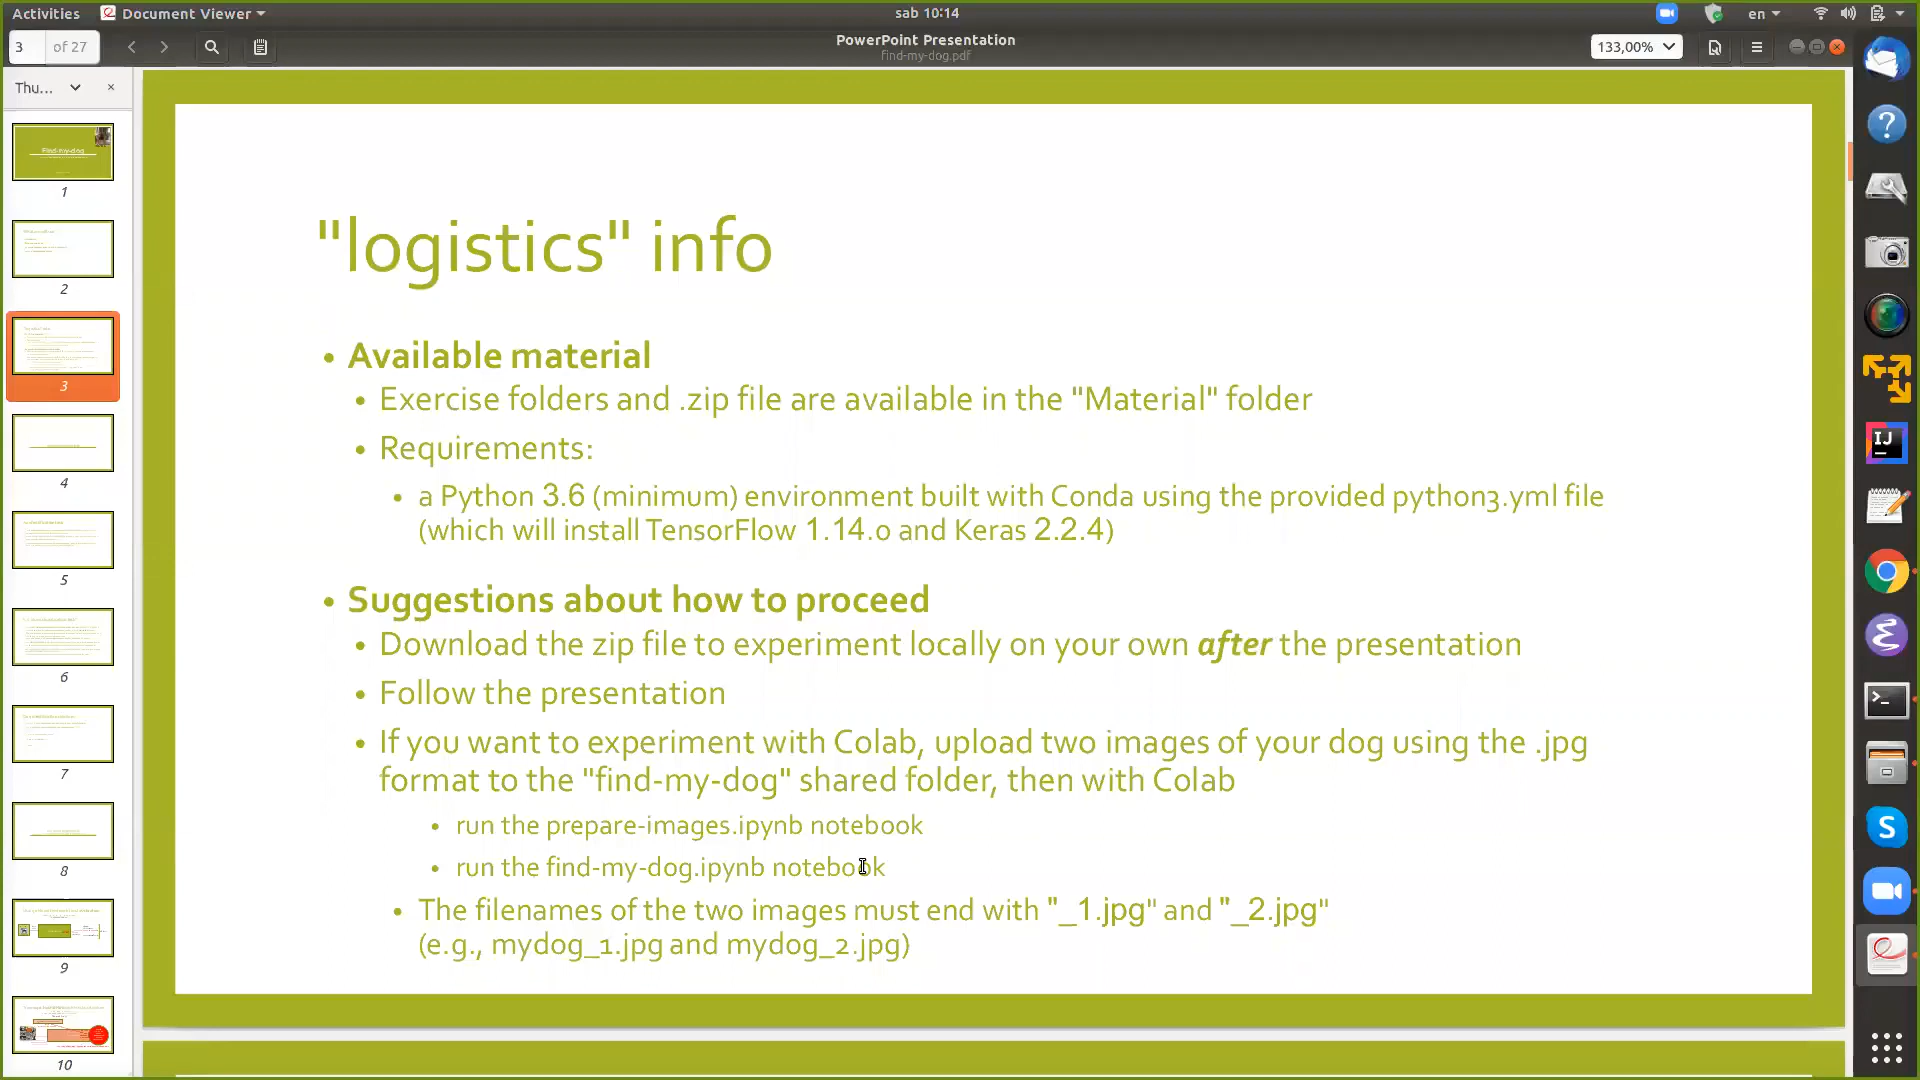 Activities Document Viewer sab 10:14 en
3 of 27 PowerPoint Presentation 133,00%
find-my-dog.pdf
Thu...
Find-my-dog
1
2
3
4
5
6
7
8
9
10
"logistics" info
• Available material
• Exercise folders and .zip file are available in the "Material" folder
• Requirements:
• a Python 3.6 (minimum) environment built with Conda using the provided python3.yml file
(which will install TensorFlow 1.14.0 and Keras 2.2.4)
• Suggestions about how to proceed
• Download the zip file to experiment locally on your own after the presentation
• Follow the presentation
• If you want to experiment with Colab, upload two images of your dog using the .jpg
format to the "find-my-dog" shared folder, then with Colab
• run the prepare-images.ipynb notebook
• run the find-my-dog.ipynb notebook
• The filenames of the two images must end with "_1.jpg" and "_2.jpg"
(e.g., mydog_1.jpg and mydog_2.jpg)
IJ